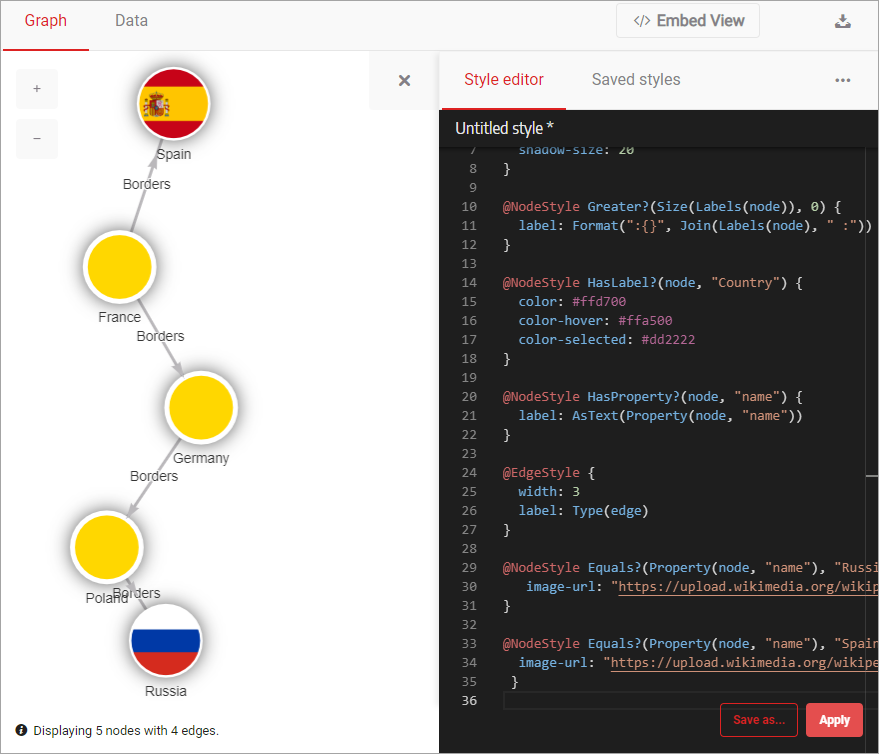 Graph Data </> Embed View
+
−
Spain
Borders
France
Borders
Germany
Borders
Borders
Poland
Russia
Displaying 5 nodes with 4 edges.
Style editor Saved styles
Untitled style *
7 shadow-size: 20
8 }
9
10 @NodeStyle Greater?(Size(Labels(node)), 0) {
11 label: Format(":{}", Join(Labels(node), " :"))
12 }
13
14 @NodeStyle HasLabel?(node, "Country") {
15 color: #ffd700
16 color-hover: #ffa500
17 color-selected: #dd2222
18 }
19
20 @NodeStyle HasProperty?(node, "name") {
21 label: AsText(Property(node, "name"))
22 }
23
24 @EdgeStyle {
25 width: 3
26 label: Type(edge)
27 }
28
29 @NodeStyle Equals?(Property(node, "name"), "Russi
30 image-url: "https://upload.wikimedia.org/wikip
31 }
32
33 @NodeStyle Equals?(Property(node, "name"), "Spain
34 image-url: "https://upload.wikimedia.org/wikipe
35 }
36
Save as... Apply